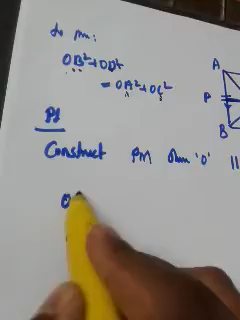 to pm:
OB²+OD²
= OA²+OC²
A
P
B
Pf
Construct PM thru 'O' ||
O